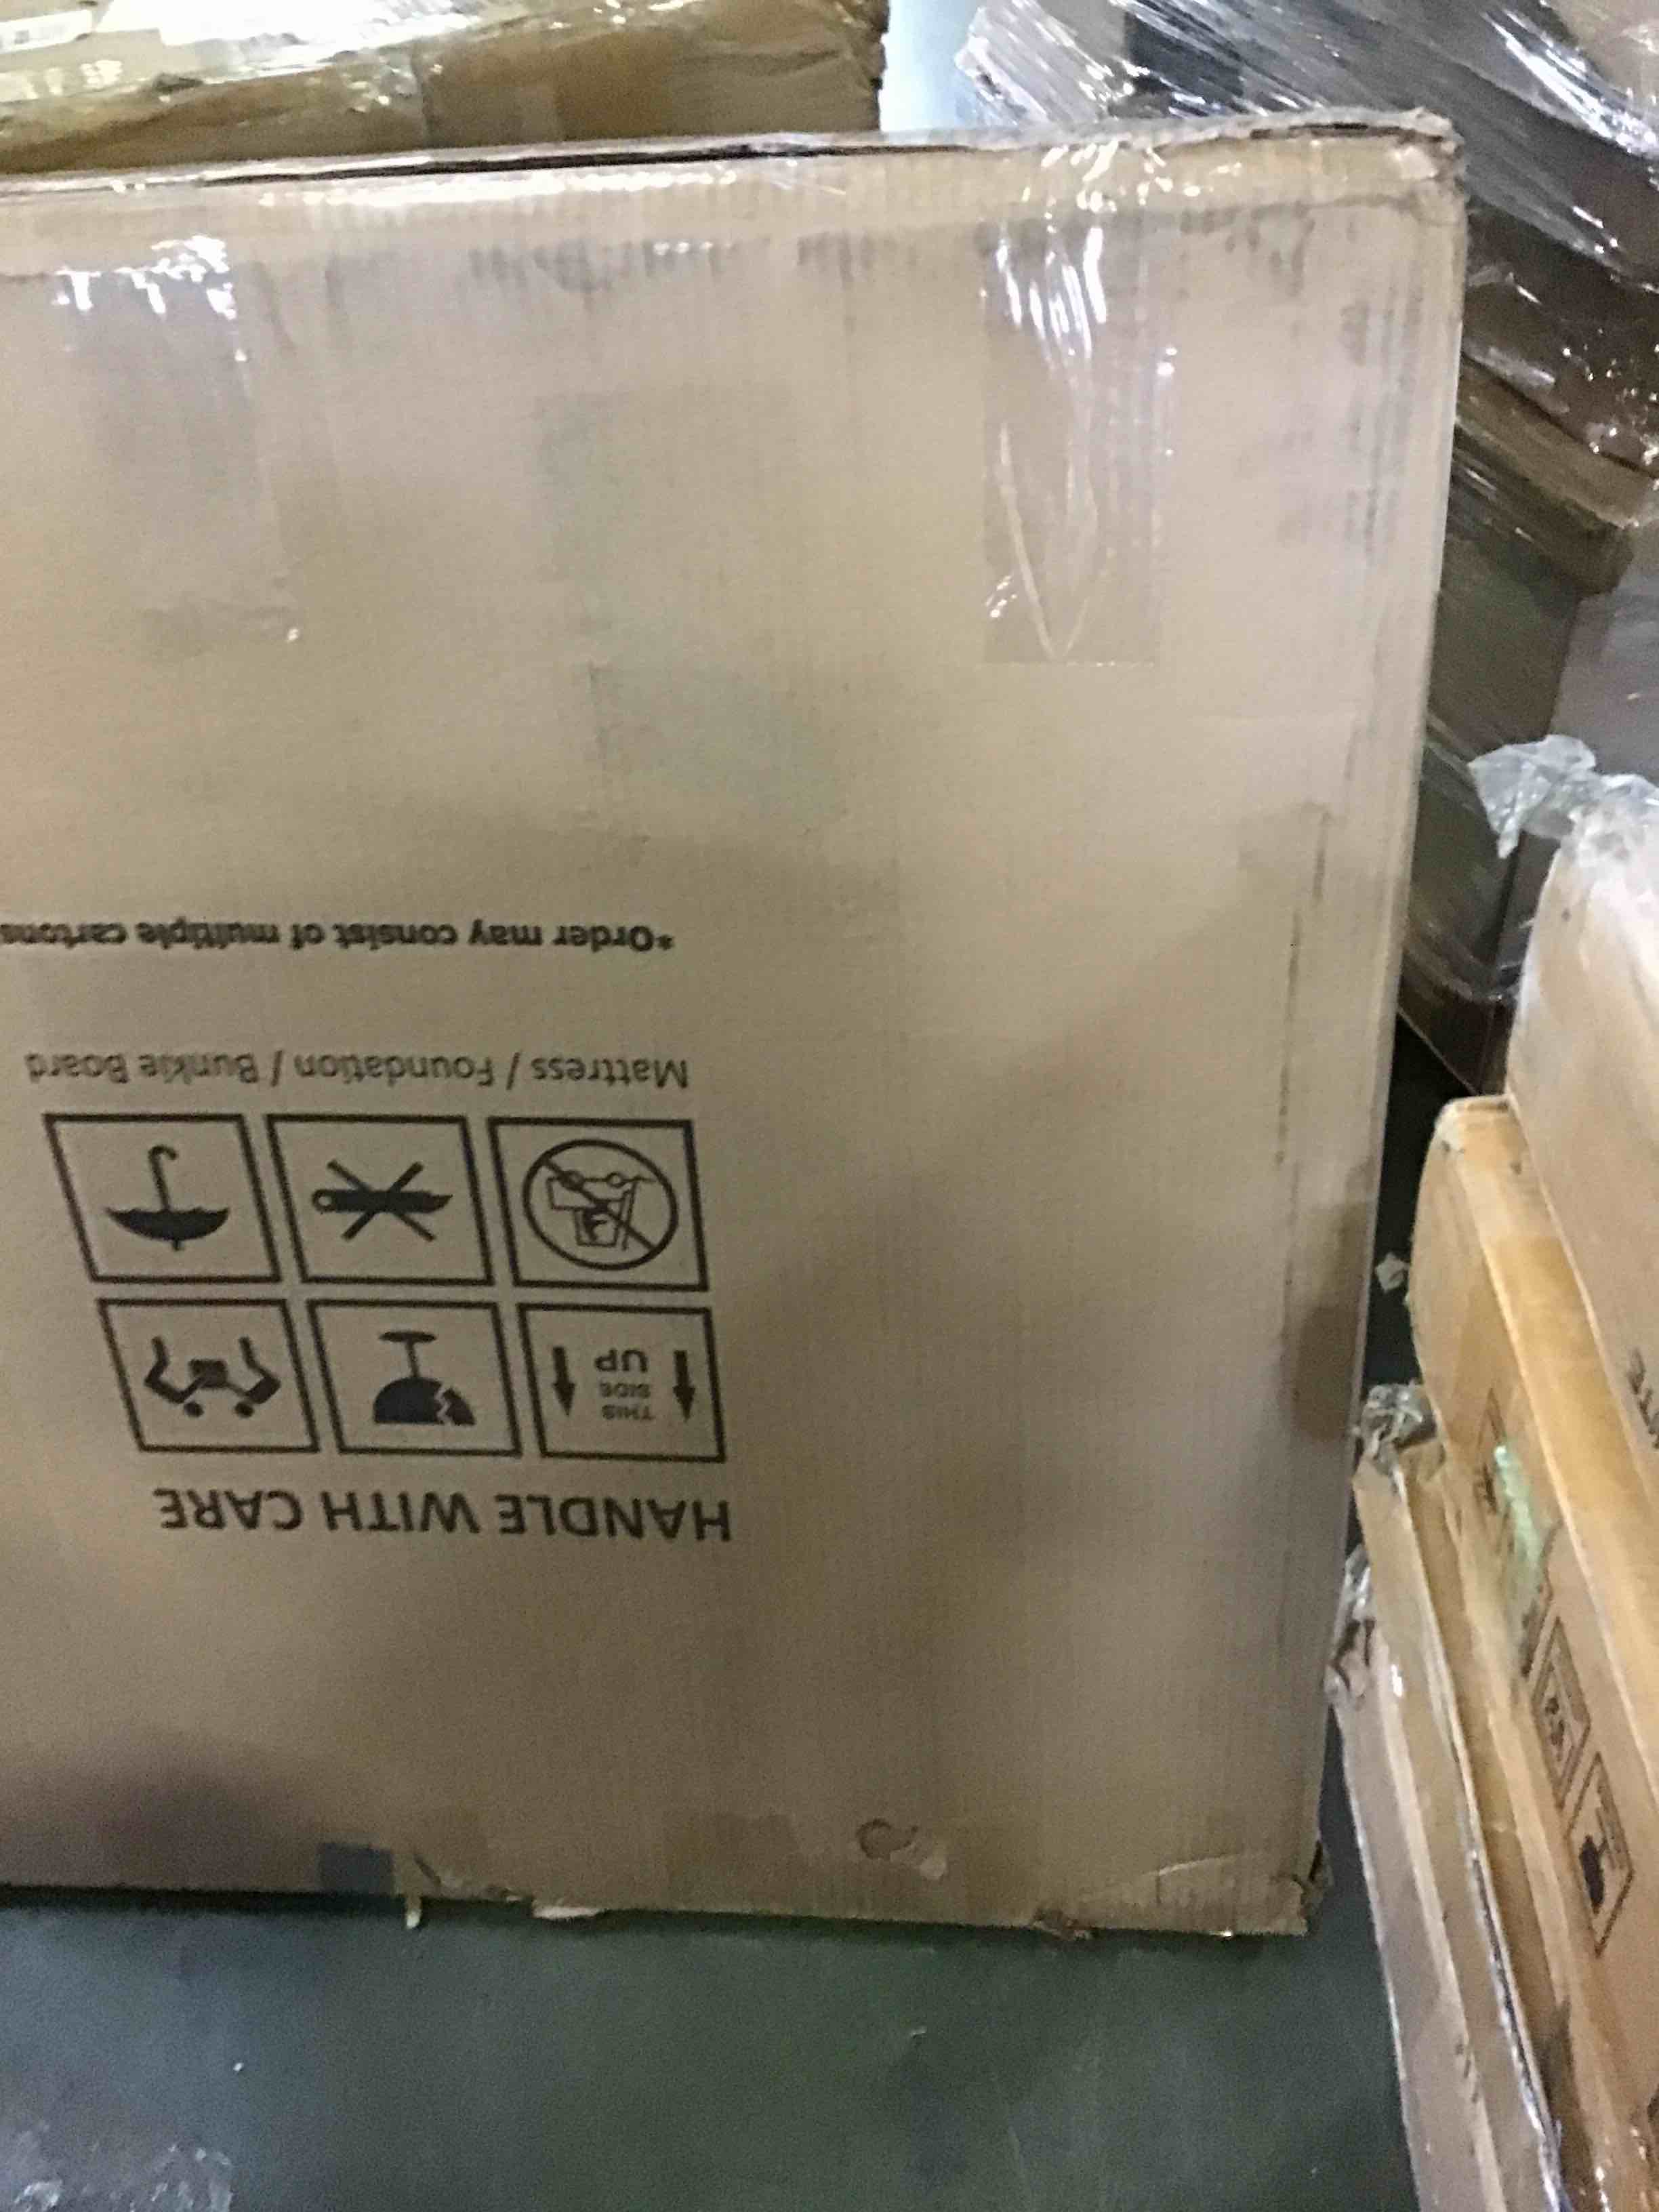 HANDLE WITH CARE
THIS
SIDE
UP
Mattress / Foundation / Bunkie Board
*Order may consist of multiple cartons